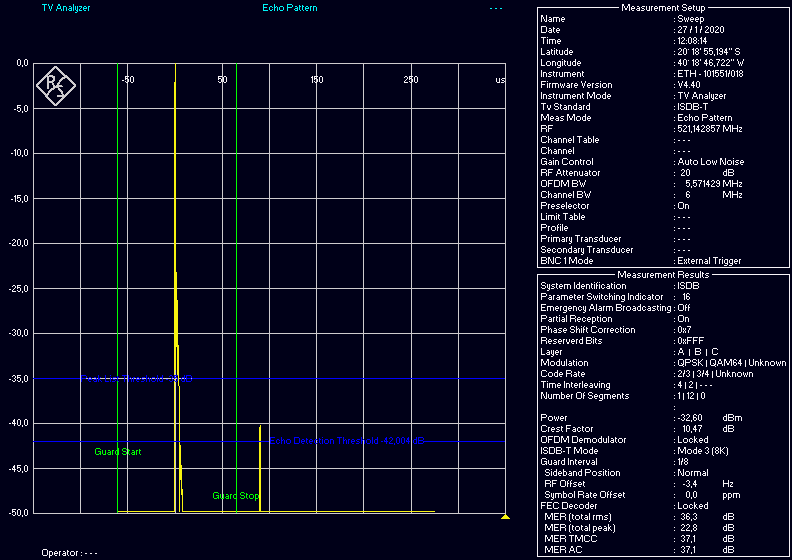 TV Analyzer Echo Pattern ---
0,0
-50 50 150 250 us
-5,0
-10,0
-15,0
-20,0
-25,0
-30,0
-35,0
-40,0
Echo Detection Threshold -42,004 dB
Guard Start
-45,0
Guard Stop
-50,0
Operator : ---
Measurement Setup
Name : Sweep
Date : 27 / 1 / 2020
Time : 12:08:14
Latitude : 20° 18' 55,194" S
Longitude : 40° 18' 46,722" W
Instrument : ETH - 101551/018
Firmware Version : V4.40
Instrument Mode : TV Analyzer
Tv Standard : ISDB-T
Meas Mode : Echo Pattern
RF : 521,142857 MHz
Channel Table : ---
Channel : ---
Gain Control : Auto Low Noise
RF Attenuator : 20 dB
OFDM BW : 5,571429 MHz
Channel BW : 6 MHz
Preselector : On
Limit Table : ---
Profile : ---
Primary Transducer : ---
Secondary Transducer : ---
BNC 1 Mode : External Trigger
Measurement Results
System Identification : ISDB
Parameter Switching Indicator : 16
Emergency Alarm Broadcasting : Off
Partial Reception : On
Phase Shift Correction : 0x7
Reserverd Bits : 0xFFF
Layer : A | B | C
Modulation : QPSK | QAM64 | Unknown
Code Rate : 2/3 | 3/4 | Unknown
Time Interleaving : 4 | 2 | ---
Number Of Segments : 1 | 12 | 0
:
Power : -32,60 dBm
Crest Factor : 10,47 dB
OFDM Demodulator : Locked
ISDB-T Mode : Mode 3 (8K)
Guard Interval : 1/8
Sideband Position : Normal
RF Offset : -3,4 Hz
Symbol Rate Offset : 0,0 ppm
FEC Decoder : Locked
MER (total rms) : 36,3 dB
MER (total peak) : 22,8 dB
MER TMCC : 37,1 dB
MER AC : 37,1 dB